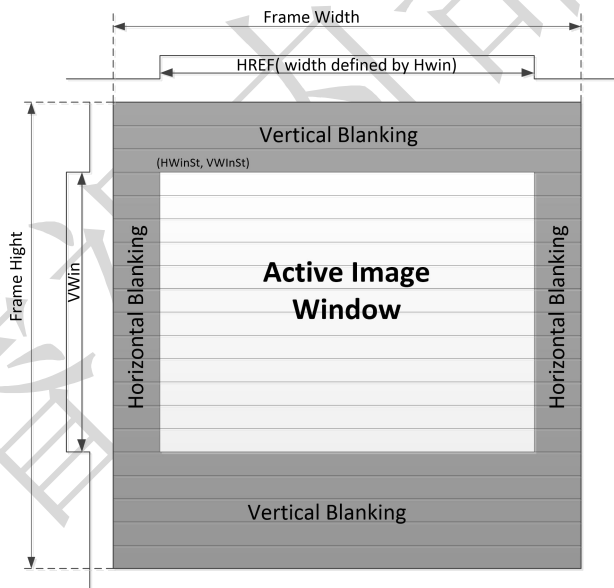 Frame Width
HREF( width defined by Hwin)
Vertical Blanking
(HWinSt, VWInSt)
Frame Hight
VWin
Horizontal Blanking
Active Image
Window
Horizontal Blanking
Vertical Blanking